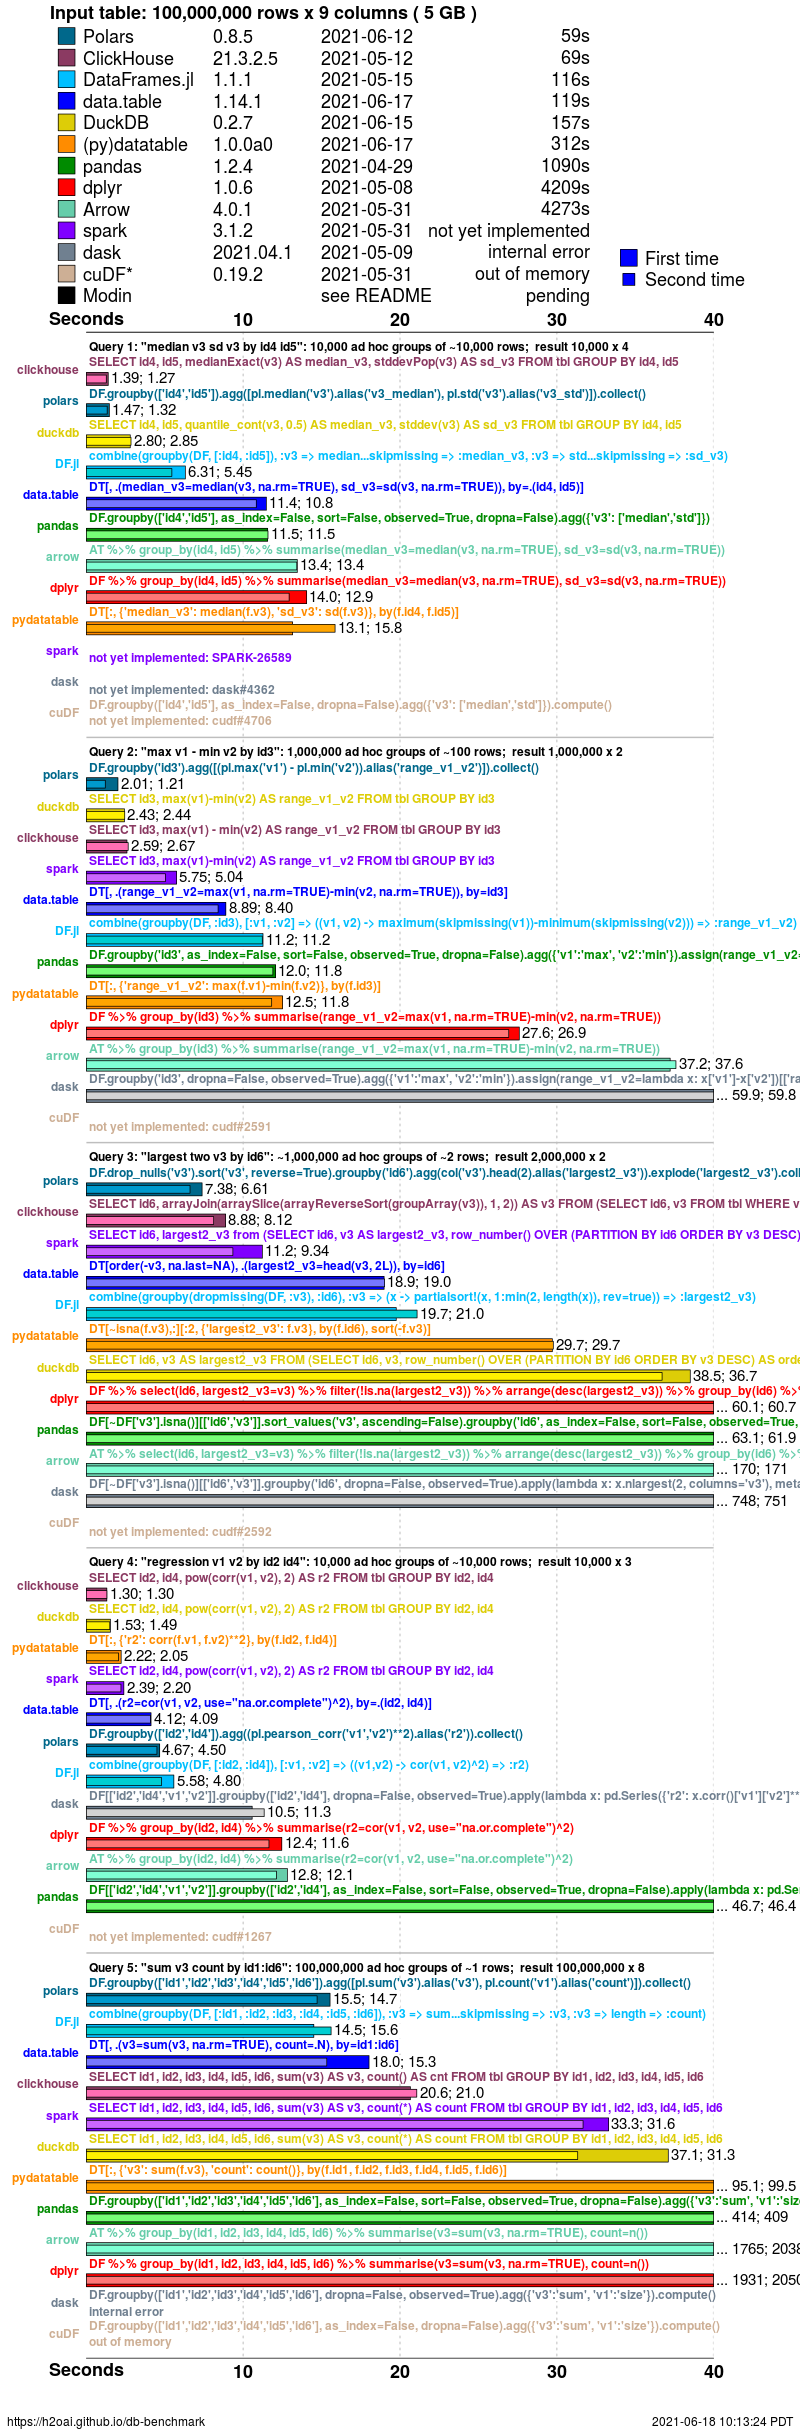 Input table: 100,000,000 rows x 9 columns ( 5 GB )
Polars 0.8.5 2021-06-12 59s
ClickHouse 21.3.2.5 2021-05-12 69s
DataFrames.jl 1.1.1 2021-05-15 116s
data.table 1.14.1 2021-06-17 119s
DuckDB 0.2.7 2021-06-15 157s
(py)datatable 1.0.0a0 2021-06-17 312s
pandas 1.2.4 2021-04-29 1090s
dplyr 1.0.6 2021-05-08 4209s
Arrow 4.0.1 2021-05-31 4273s
spark 3.1.2 2021-05-31 not yet implemented
dask 2021.04.1 2021-05-09 internal error
First time
cuDF* 0.19.2 2021-05-31 out of memory
Second time
Modin see README pending
Seconds 10 20 30 40
Query 1: "median v3 sd v3 by id4 id5": 10,000 ad hoc groups of ~10,000 rows; result 10,000 x 4
SELECT id4, id5, medianExact(v3) AS median_v3, stddevPop(v3) AS sd_v3 FROM tbl GROUP BY id4, id5
clickhouse 1.39; 1.27
DF.groupby(['id4','id5']).agg([pl.median('v3').alias('v3_median'), pl.std('v3').alias('v3_std')]).collect()
polars 1.47; 1.32
SELECT id4, id5, quantile_cont(v3, 0.5) AS median_v3, stddev(v3) AS sd_v3 FROM tbl GROUP BY id4, id5
duckdb 2.80; 2.85
combine(groupby(DF, [:id4, :id5]), :v3 => median...skipmissing => :median_v3, :v3 => std...skipmissing => :sd_v3)
DF.jl 6.31; 5.45
DT[, .(median_v3=median(v3, na.rm=TRUE), sd_v3=sd(v3, na.rm=TRUE)), by=.(id4, id5)]
data.table 11.4; 10.8
DF.groupby(['id4','id5'], as_index=False, sort=False, observed=True, dropna=False).agg({'v3': ['median','std']})
pandas 11.5; 11.5
AT %>% group_by(id4, id5) %>% summarise(median_v3=median(v3, na.rm=TRUE), sd_v3=sd(v3, na.rm=TRUE))
arrow 13.4; 13.4
DF %>% group_by(id4, id5) %>% summarise(median_v3=median(v3, na.rm=TRUE), sd_v3=sd(v3, na.rm=TRUE))
dplyr 14.0; 12.9
DT[:, {'median_v3': median(f.v3), 'sd_v3': sd(f.v3)}, by(f.id4, f.id5)]
pydatatable 13.1; 15.8
spark not yet implemented: SPARK-26589
dask not yet implemented: dask#4362
DF.groupby(['id4','id5'], as_index=False, dropna=False).agg({'v3': ['median','std']}).compute()
cuDF not yet implemented: cudf#4706
Query 2: "max v1 - min v2 by id3": 1,000,000 ad hoc groups of ~100 rows; result 1,000,000 x 2
DF.groupby('id3').agg([(pl.max('v1') - pl.min('v2')).alias('range_v1_v2')]).collect()
polars 2.01; 1.21
SELECT id3, max(v1)-min(v2) AS range_v1_v2 FROM tbl GROUP BY id3
duckdb 2.43; 2.44
SELECT id3, max(v1) - min(v2) AS range_v1_v2 FROM tbl GROUP BY id3
clickhouse 2.59; 2.67
SELECT id3, max(v1)-min(v2) AS range_v1_v2 FROM tbl GROUP BY id3
spark 5.75; 5.04
DT[, .(range_v1_v2=max(v1, na.rm=TRUE)-min(v2, na.rm=TRUE)), by=id3]
data.table 8.89; 8.40
combine(groupby(DF, :id3), [:v1, :v2] => ((v1, v2) -> maximum(skipmissing(v1))-minimum(skipmissing(v2))) => :range_v1_v2)
DF.jl 11.2; 11.2
DF.groupby('id3', as_index=False, sort=False, observed=True, dropna=False).agg({'v1':'max', 'v2':'min'}).assign(range_v1_v2=
pandas 12.0; 11.8
DT[:, {'range_v1_v2': max(f.v1)-min(f.v2)}, by(f.id3)]
pydatatable 12.5; 11.8
DF %>% group_by(id3) %>% summarise(range_v1_v2=max(v1, na.rm=TRUE)-min(v2, na.rm=TRUE))
dplyr 27.6; 26.9
AT %>% group_by(id3) %>% summarise(range_v1_v2=max(v1, na.rm=TRUE)-min(v2, na.rm=TRUE))
arrow 37.2; 37.6
DF.groupby('id3', dropna=False, observed=True).agg({'v1':'max', 'v2':'min'}).assign(range_v1_v2=lambda x: x['v1']-x['v2'])[['ra
dask ... 59.9; 59.8
cuDF not yet implemented: cudf#2591
Query 3: "largest two v3 by id6": ~1,000,000 ad hoc groups of ~2 rows; result 2,000,000 x 2
DF.drop_nulls('v3').sort('v3', reverse=True).groupby('id6').agg(col('v3').head(2).alias('largest2_v3')).explode('largest2_v3').coll
polars 7.38; 6.61
SELECT id6, arrayJoin(arraySlice(arrayReverseSort(groupArray(v3)), 1, 2)) AS v3 FROM (SELECT id6, v3 FROM tbl WHERE v
clickhouse 8.88; 8.12
SELECT id6, largest2_v3 from (SELECT id6, v3 AS largest2_v3, row_number() OVER (PARTITION BY id6 ORDER BY v3 DESC)
spark 11.2; 9.34
DT[order(-v3, na.last=NA), .(largest2_v3=head(v3, 2L)), by=id6]
data.table 18.9; 19.0
combine(groupby(dropmissing(DF, :v3), :id6), :v3 => (x -> partialsort!(x, 1:min(2, length(x)), rev=true)) => :largest2_v3)
DF.jl 19.7; 21.0
DT[~isna(f.v3),:][:2, {'largest2_v3': f.v3}, by(f.id6), sort(-f.v3)]
pydatatable 29.7; 29.7
SELECT id6, v3 AS largest2_v3 FROM (SELECT id6, v3, row_number() OVER (PARTITION BY id6 ORDER BY v3 DESC) AS orde
duckdb 38.5; 36.7
DF %>% select(id6, largest2_v3=v3) %>% filter(!is.na(largest2_v3)) %>% arrange(desc(largest2_v3)) %>% group_by(id6) %>%
dplyr ... 60.1; 60.7
DF[~DF['v3'].isna()][['id6','v3']].sort_values('v3', ascending=False).groupby('id6', as_index=False, sort=False, observed=True,
pandas ... 63.1; 61.9
AT %>% select(id6, largest2_v3=v3) %>% filter(!is.na(largest2_v3)) %>% arrange(desc(largest2_v3)) %>% group_by(id6) %>%
arrow ... 170; 171
DF[~DF['v3'].isna()][['id6','v3']].groupby('id6', dropna=False, observed=True).apply(lambda x: x.nlargest(2, columns='v3'), meta
dask ... 748; 751
cuDF not yet implemented: cudf#2592
Query 4: "regression v1 v2 by id2 id4": 10,000 ad hoc groups of ~10,000 rows; result 10,000 x 3
SELECT id2, id4, pow(corr(v1, v2), 2) AS r2 FROM tbl GROUP BY id2, id4
clickhouse 1.30; 1.30
SELECT id2, id4, pow(corr(v1, v2), 2) AS r2 FROM tbl GROUP BY id2, id4
duckdb 1.53; 1.49
DT[:, {'r2': corr(f.v1, f.v2)**2}, by(f.id2, f.id4)]
pydatatable 2.22; 2.05
SELECT id2, id4, pow(corr(v1, v2), 2) AS r2 FROM tbl GROUP BY id2, id4
spark 2.39; 2.20
DT[, .(r2=cor(v1, v2, use="na.or.complete")^2), by=.(id2, id4)]
data.table 4.12; 4.09
DF.groupby(['id2','id4']).agg((pl.pearson_corr('v1','v2')**2).alias('r2')).collect()
polars 4.67; 4.50
combine(groupby(DF, [:id2, :id4]), [:v1, :v2] => ((v1,v2) -> cor(v1, v2)^2) => :r2)
DF.jl 5.58; 4.80
DF[['id2','id4','v1','v2']].groupby(['id2','id4'], dropna=False, observed=True).apply(lambda x: pd.Series({'r2': x.corr()['v1']['v2']**
dask 10.5; 11.3
DF %>% group_by(id2, id4) %>% summarise(r2=cor(v1, v2, use="na.or.complete")^2)
dplyr 12.4; 11.6
AT %>% group_by(id2, id4) %>% summarise(r2=cor(v1, v2, use="na.or.complete")^2)
arrow 12.8; 12.1
DF[['id2','id4','v1','v2']].groupby(['id2','id4'], as_index=False, sort=False, observed=True, dropna=False).apply(lambda x: pd.Se
pandas ... 46.7; 46.4
cuDF not yet implemented: cudf#1267
Query 5: "sum v3 count by id1:id6": 100,000,000 ad hoc groups of ~1 rows; result 100,000,000 x 8
DF.groupby(['id1','id2','id3','id4','id5','id6']).agg([pl.sum('v3').alias('v3'), pl.count('v1').alias('count')]).collect()
polars 15.5; 14.7
combine(groupby(DF, [:id1, :id2, :id3, :id4, :id5, :id6]), :v3 => sum...skipmissing => :v3, :v3 => length => :count)
DF.jl 14.5; 15.6
DT[, .(v3=sum(v3, na.rm=TRUE), count=.N), by=id1:id6]
data.table 18.0; 15.3
SELECT id1, id2, id3, id4, id5, id6, sum(v3) AS v3, count() AS cnt FROM tbl GROUP BY id1, id2, id3, id4, id5, id6
clickhouse 20.6; 21.0
SELECT id1, id2, id3, id4, id5, id6, sum(v3) AS v3, count(*) AS count FROM tbl GROUP BY id1, id2, id3, id4, id5, id6
spark 33.3; 31.6
SELECT id1, id2, id3, id4, id5, id6, sum(v3) AS v3, count(*) AS count FROM tbl GROUP BY id1, id2, id3, id4, id5, id6
duckdb 37.1; 31.3
DT[:, {'v3': sum(f.v3), 'count': count()}, by(f.id1, f.id2, f.id3, f.id4, f.id5, f.id6)]
pydatatable ... 95.1; 99.5
DF.groupby(['id1','id2','id3','id4','id5','id6'], as_index=False, sort=False, observed=True, dropna=False).agg({'v3':'sum', 'v1':'size
pandas ... 414; 409
AT %>% group_by(id1, id2, id3, id4, id5, id6) %>% summarise(v3=sum(v3, na.rm=TRUE), count=n())
arrow ... 1765; 2038
DF %>% group_by(id1, id2, id3, id4, id5, id6) %>% summarise(v3=sum(v3, na.rm=TRUE), count=n())
dplyr ... 1931; 2050
DF.groupby(['id1','id2','id3','id4','id5','id6'], dropna=False, observed=True).agg({'v3':'sum', 'v1':'size'}).compute()
dask internal error
DF.groupby(['id1','id2','id3','id4','id5','id6'], as_index=False, dropna=False).agg({'v3':'sum', 'v1':'size'}).compute()
cuDF out of memory
Seconds 10 20 30 40
https://h2oai.github.io/db-benchmark 2021-06-18 10:13:24 PDT